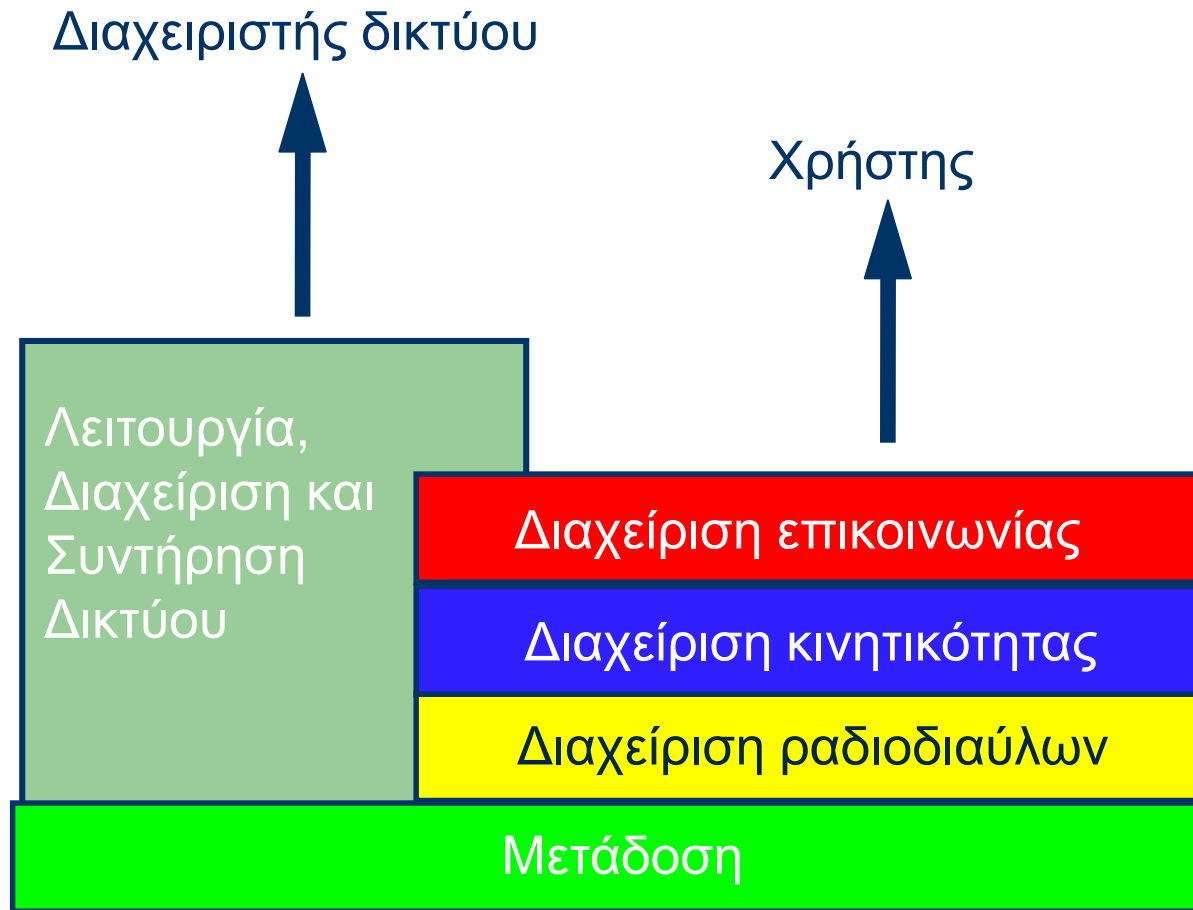 Διαχειριστής δικτύου
Χρήστης
Λειτουργία,
Διαχείριση και
Συντήρηση
Δικτύου
Διαχείριση επικοινωνίας
Διαχείριση κινητικότητας
Διαχείριση ραδιοδιαύλων
Μετάδοση